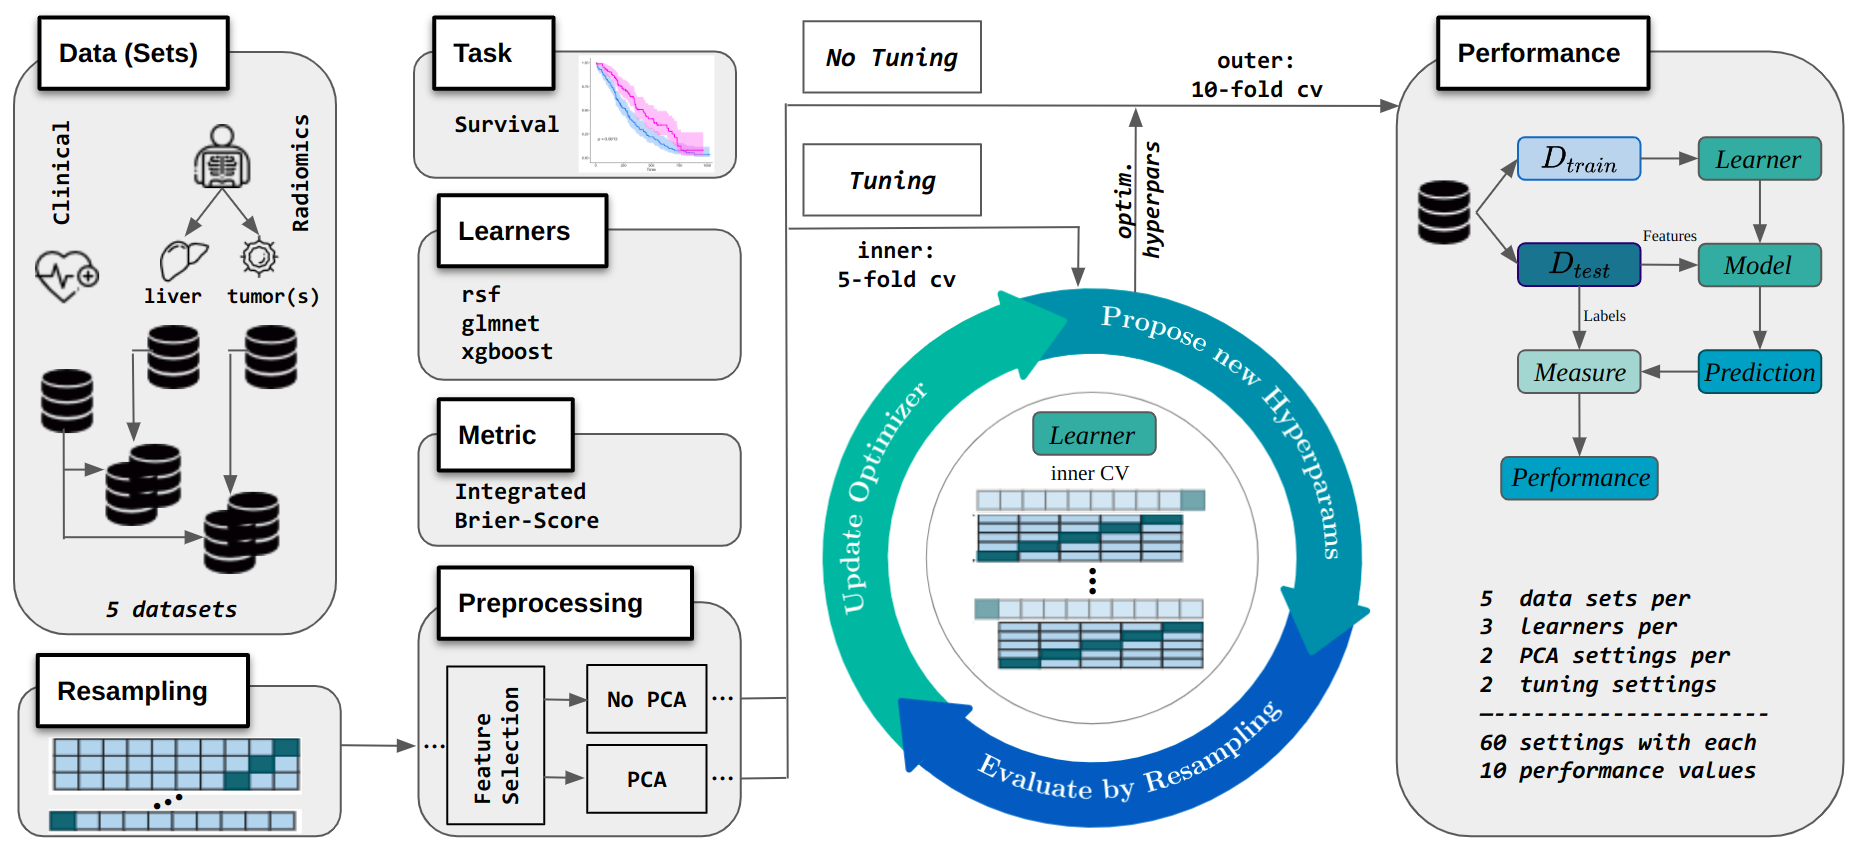 Data (Sets)
Clinical
Radiomics
liver
tumor(s)
5 datasets
Resampling
Task
Survival
Learners
rsf
glmnet
xgboost
Metric
Integrated
Brier-Score
Preprocessing
...
Feature
Selection
No PCA
...
PCA
...
No Tuning
Tuning
inner:
5-fold cv
outer:
10-fold cv
optim.
hyperpars
Propose new Hyperparams
Evaluate by Resampling
Update Optimizer
Learner
inner CV
Performance
D_train
Learner
D_test
Features
Model
Labels
Measure
Prediction
Performance
5 data sets per
3 learners per
2 PCA settings per
2 tuning settings
-----------------------
60 settings with each
10 performance values